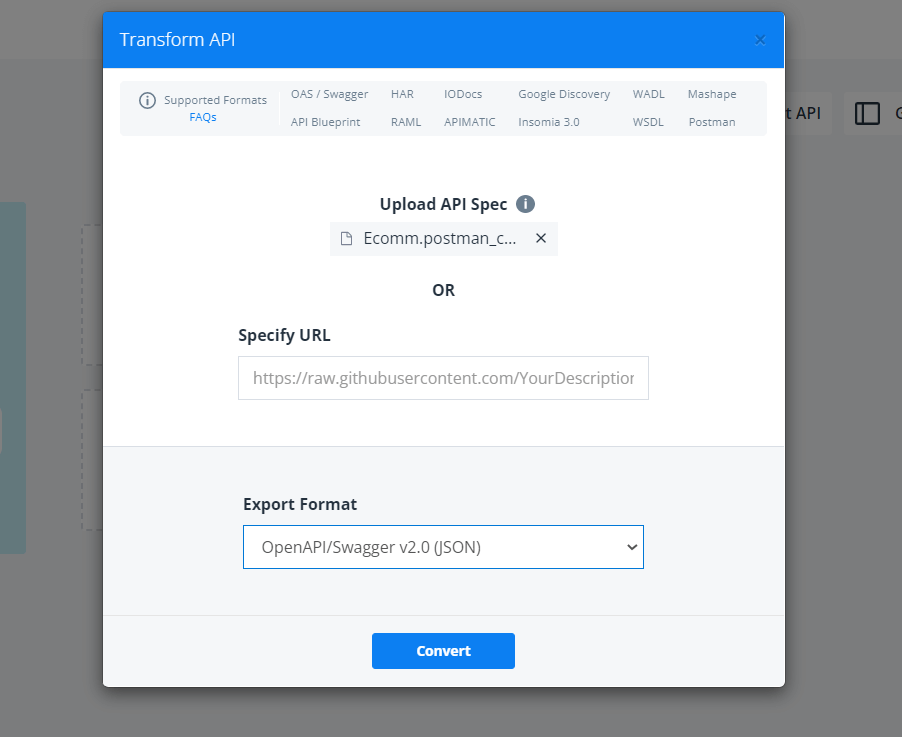 Transform API
×
Supported Formats
FAQs
OAS / Swagger HAR IODocs Google Discovery WADL Mashape
API Blueprint RAML APIMATIC Insomia 3.0 WSDL Postman
t API
Upload API Spec
Ecomm.postman_c...
OR
Specify URL
https://raw.githubusercontent.com/YourDescription
Export Format
OpenAPI/Swagger v2.0 (JSON)
Convert